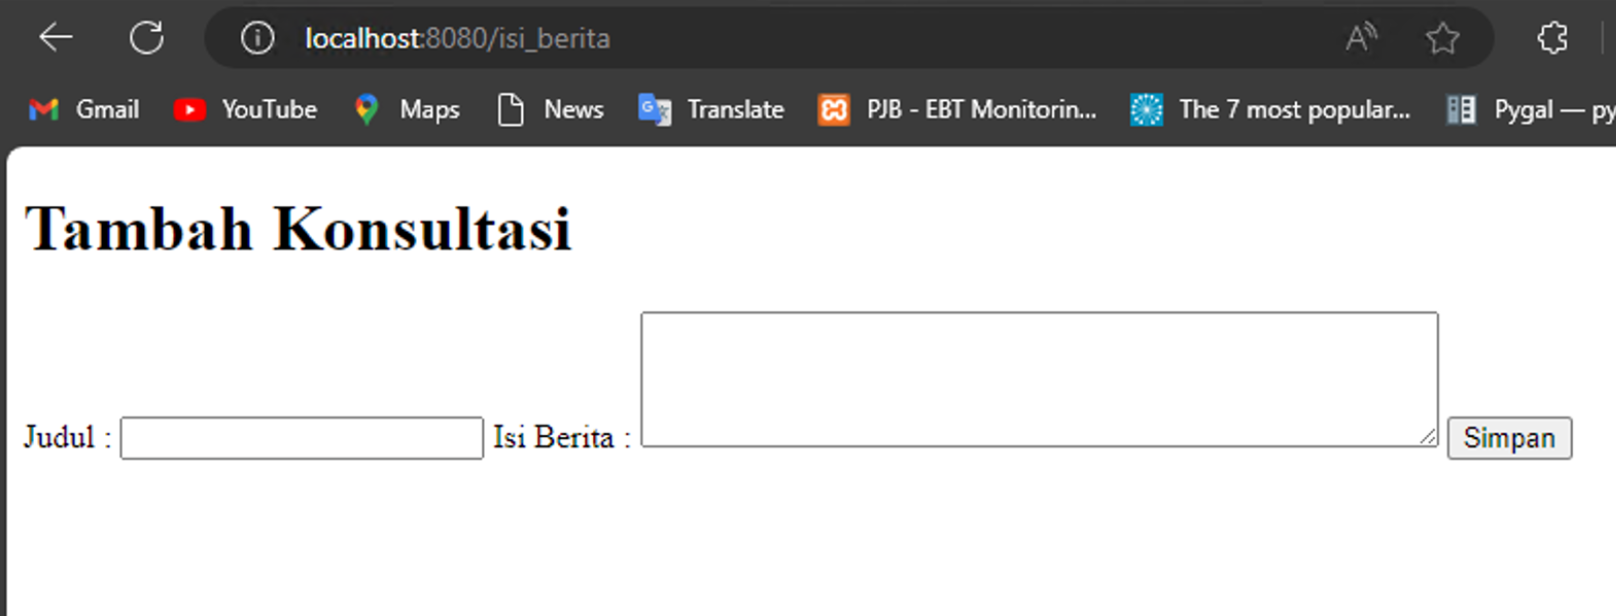 localhost:8080/isi_berita
Gmail YouTube Maps News Translate PJB - EBT Monitorin... The 7 most popular... Pygal — py
Tambah Konsultasi
Judul : Isi Berita : Simpan